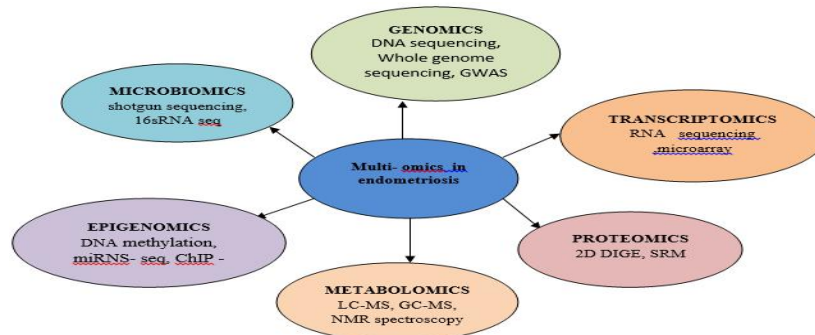 GENOMICS
DNA sequencing,
Whole genome
sequencing, GWAS
MICROBIOMICS
shotgun sequencing,
16sRNA seq
TRANSCRIPTOMICS
RNA sequencing
microarray
Multi- omics in
endometriosis
EPIGENOMICS
DNA methylation,
miRNS- seq, ChIP -
PROTEOMICS
2D DIGE, SRM
METABOLOMICS
LC-MS, GC-MS,
NMR spectroscopy